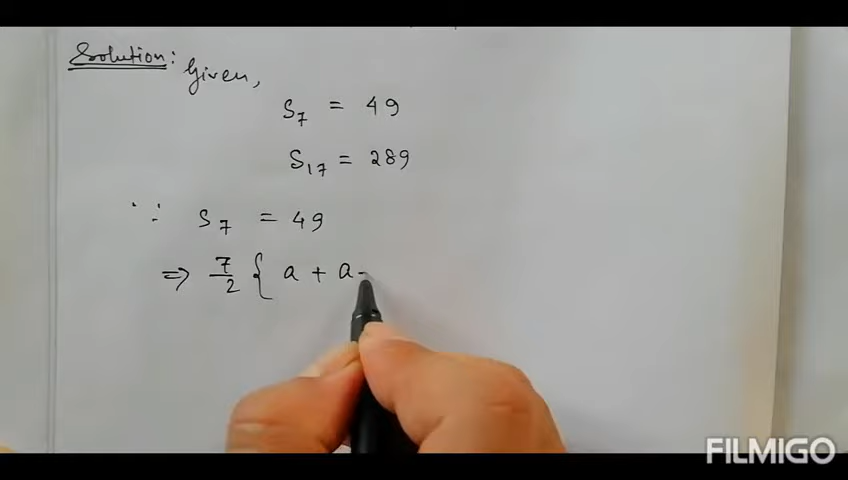 Solution: Given,
S₇ = 49
S₁₇ = 289
∵ S₇ = 49
⇒ 7/2 { a + a -
FILMIGO